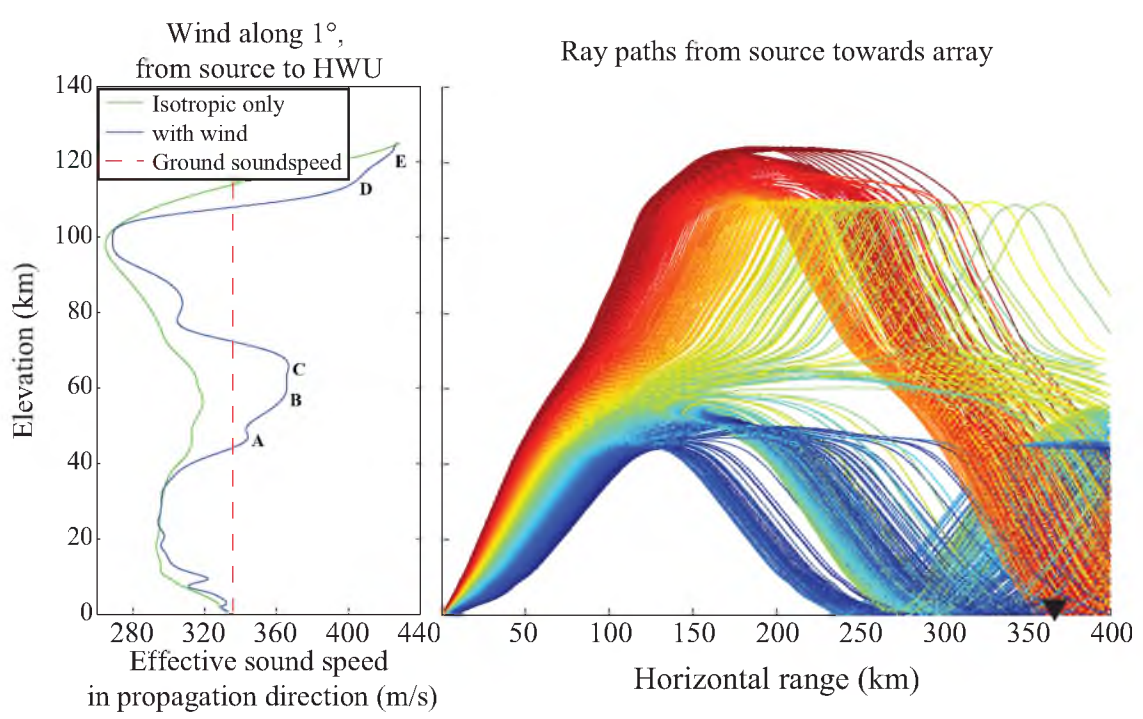 Wind along 1°,
from source to HWU
Ray paths from source towards array
Isotropic only
with wind
Ground soundspeed
140
120
100
80
60
40
20
0
E
D
C
B
A
Elevation (km)
280 320 360 400 440
Effective sound speed
in propagation direction (m/s)
50 100 150 200 250 300 350 400
Horizontal range (km)